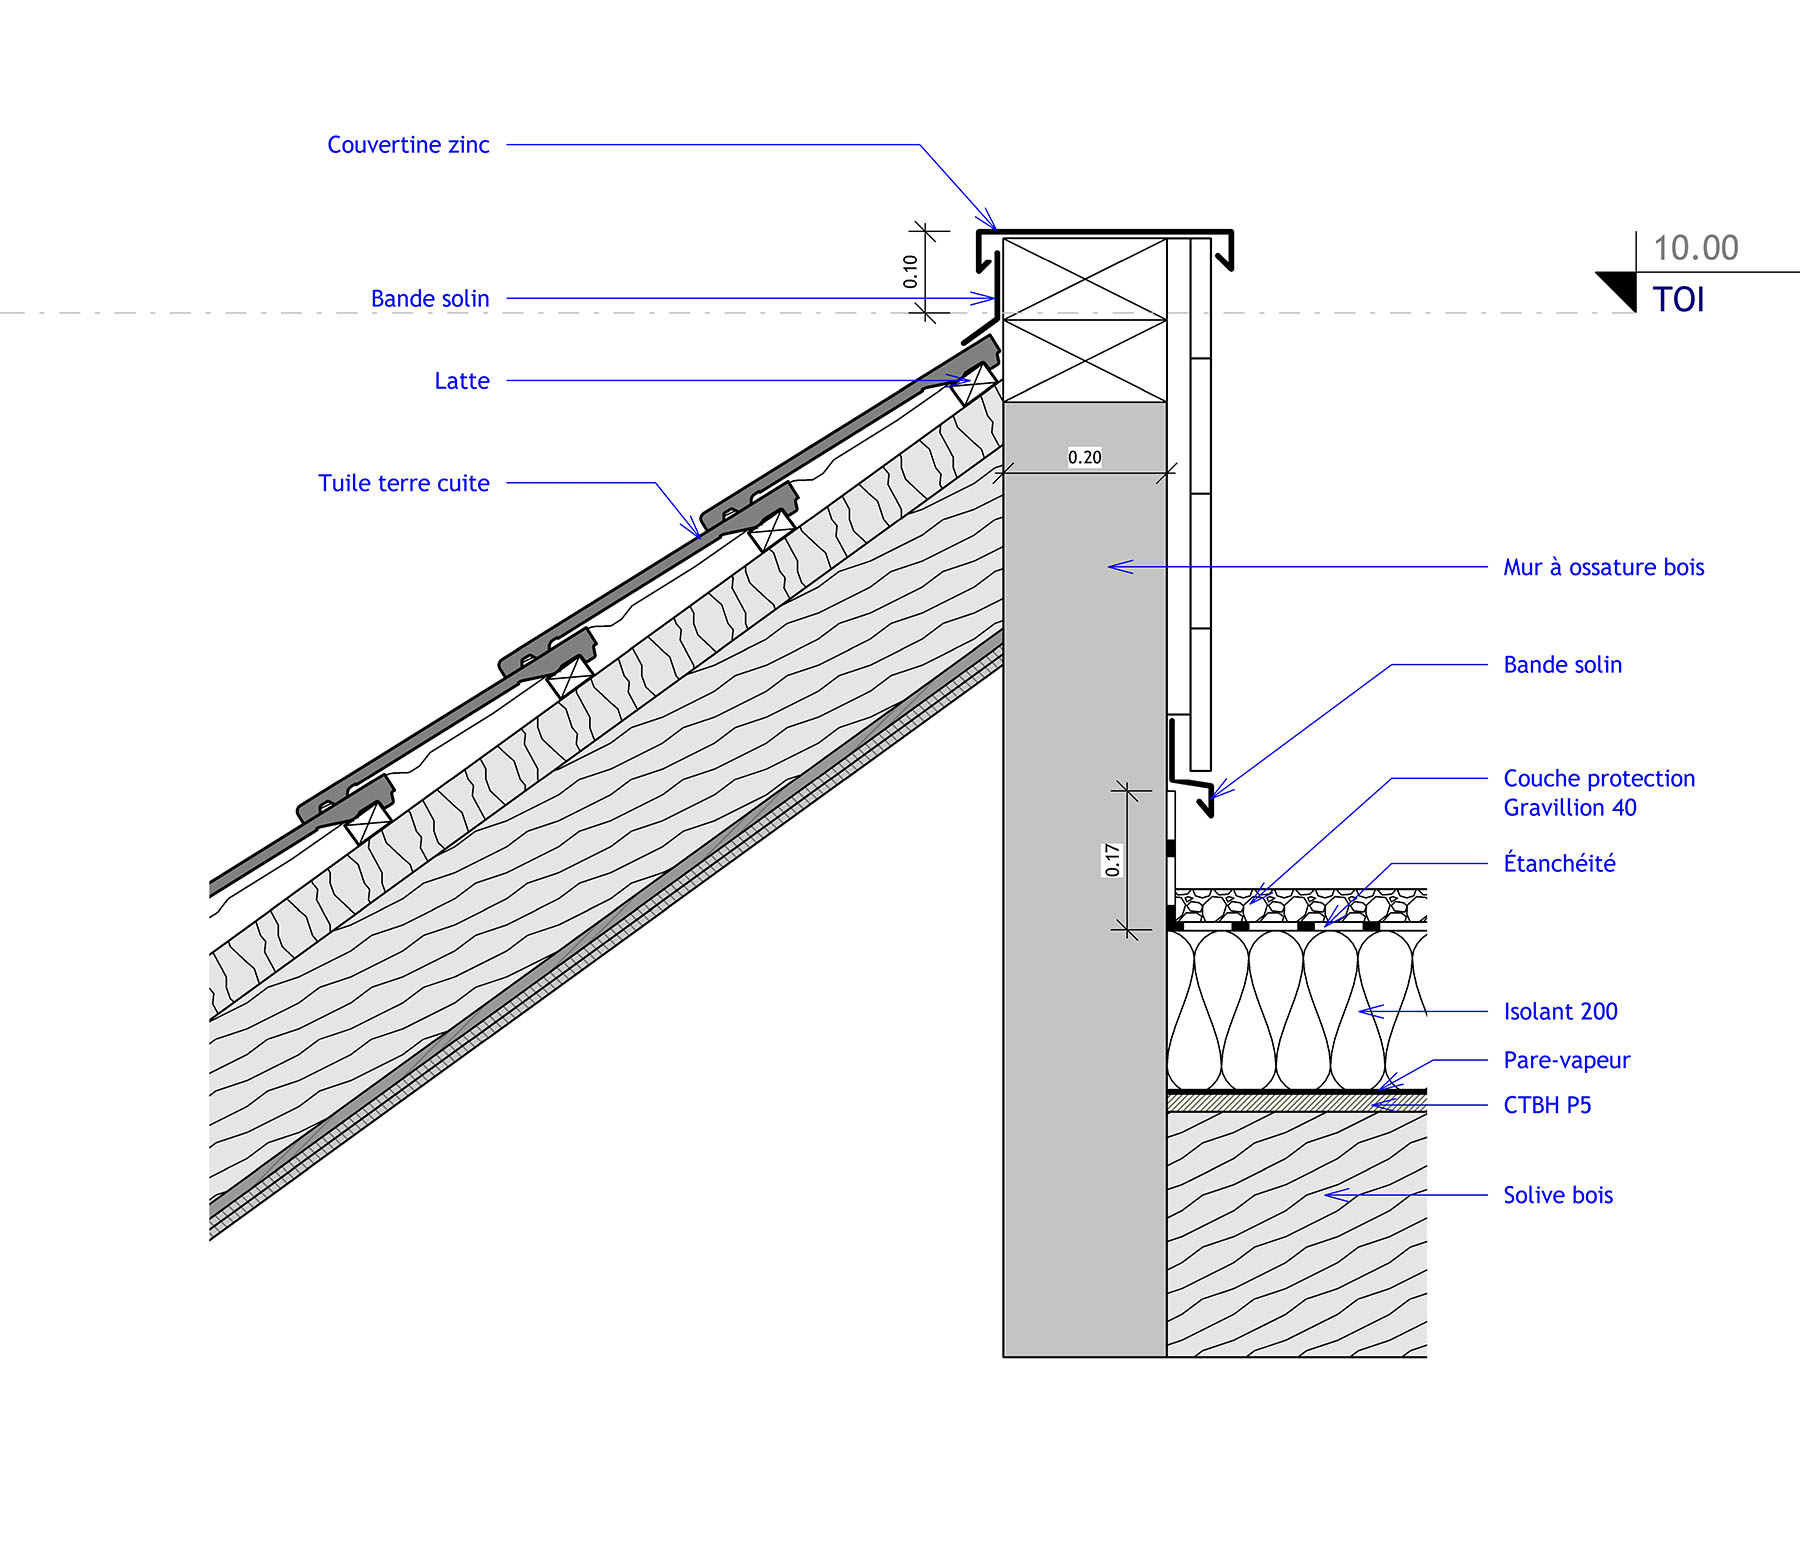 Couvertine zinc
10.00
TOI
0.10
Bande solin
Latte
Tuile terre cuite
0.20
Mur à ossature bois
Bande solin
Couche protection
Gravillion 40
0.17
Étanchéité
Isolant 200
Pare-vapeur
CTBH P5
Solive bois